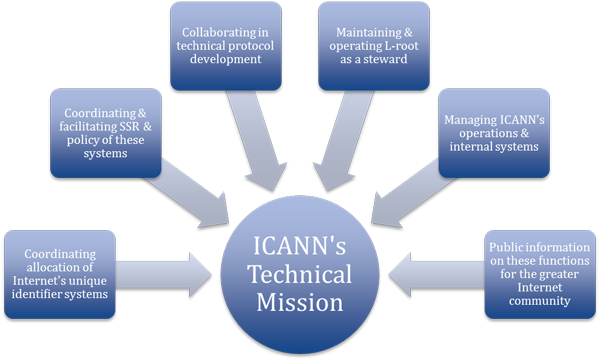 Collaborating in
technical protocol
development
Maintaining &
operating L-root
as a steward
Coordinating &
facilitating SSR &
policy of these
systems
Managing ICANN's
operations &
internal systems
Coordinating
allocation of
Internet's unique
identifier systems
ICANN's
Technical
Mission
Public information
on these functions
for the greater
Internet
community